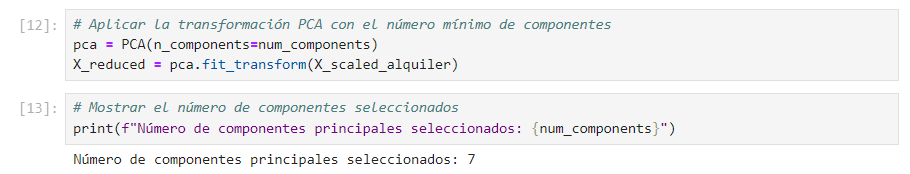 [12]: # Aplicar la transformación PCA con el número mínimo de componentes
pca = PCA(n_components=num_components)
X_reduced = pca.fit_transform(X_scaled_alquiler)
[13]: # Mostrar el número de componentes seleccionados
print(f"Número de componentes principales seleccionados: {num_components}")
Número de componentes principales seleccionados: 7